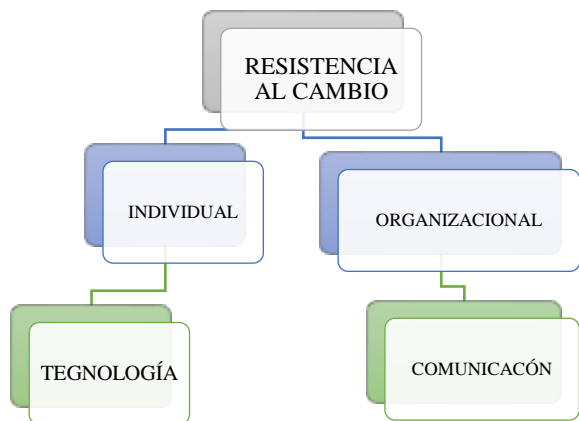 RESISTENCIA
AL CAMBIO
INDIVIDUAL
ORGANIZACIONAL
TEGNOLOGÍA
COMUNICACÓN